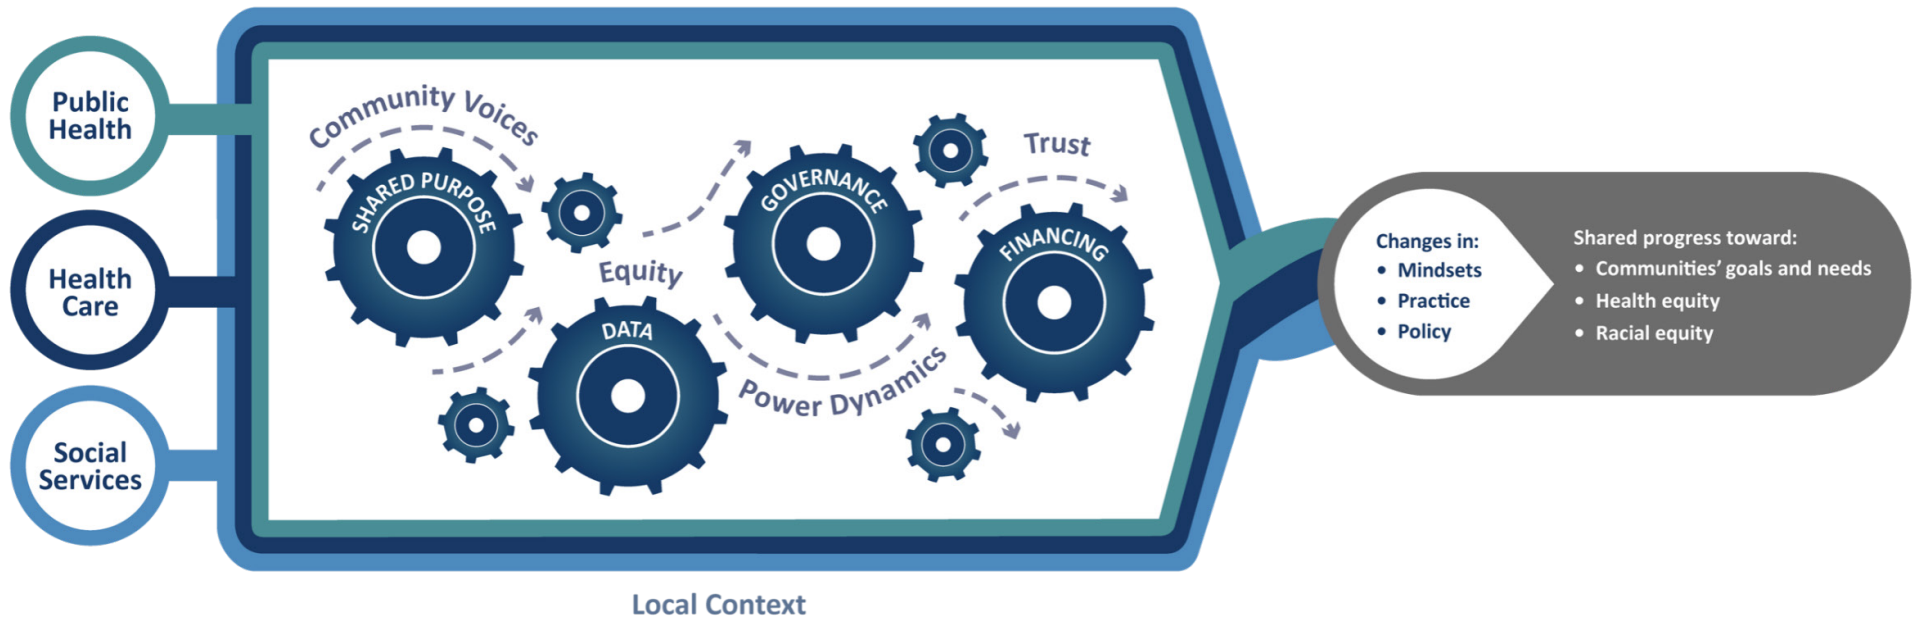 Public
Health
Health
Care
Social
Services
Community Voices
SHARED PURPOSE
Equity
DATA
GOVERNANCE
Power Dynamics
Trust
FINANCING
Local Context
Changes in:
• Mindsets
• Practice
• Policy
Shared progress toward:
• Communities’ goals and needs
• Health equity
• Racial equity